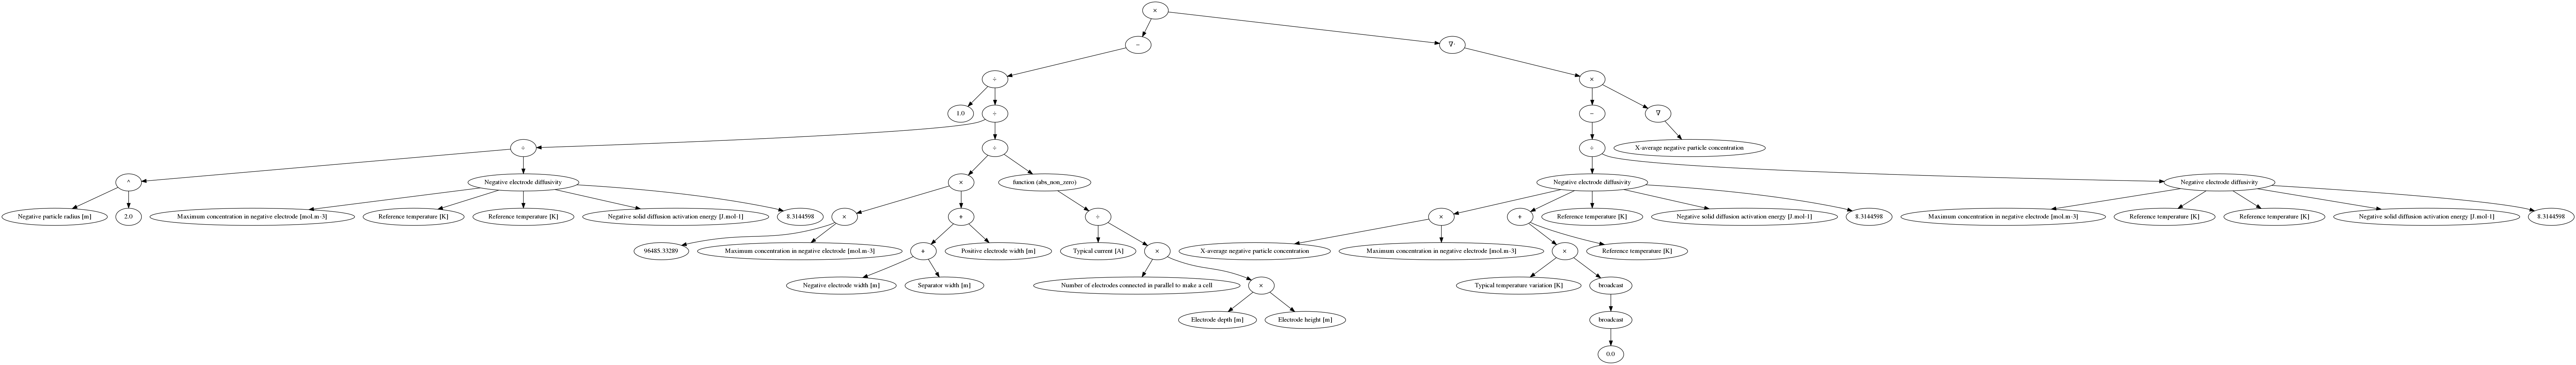 ×
- ∇·
÷ ×
1.0 ÷ - ∇
÷ ÷ ÷ X-average negative particle concentration
^ Negative electrode diffusivity × function (abs_non_zero) Negative electrode diffusivity Negative electrode diffusivity
Negative particle radius [m] 2.0 Maximum concentration in negative electrode [mol.m-3] Reference temperature [K] Reference temperature [K] Negative solid diffusion activation energy [J.mol-1] 8.3144598 × + ÷ × + Reference temperature [K] Negative solid diffusion activation energy [J.mol-1] 8.3144598 Maximum concentration in negative electrode [mol.m-3] Reference temperature [K] Reference temperature [K] Negative solid diffusion activation energy [J.mol-1] 8.3144598
96485.33289 Maximum concentration in negative electrode [mol.m-3] + Positive electrode width [m] Typical current [A] × X-average negative particle concentration Maximum concentration in negative electrode [mol.m-3] × Reference temperature [K]
Negative electrode width [m] Separator width [m] Number of electrodes connected in parallel to make a cell × Typical temperature variation [K] broadcast
Electrode depth [m] Electrode height [m] broadcast
0.0